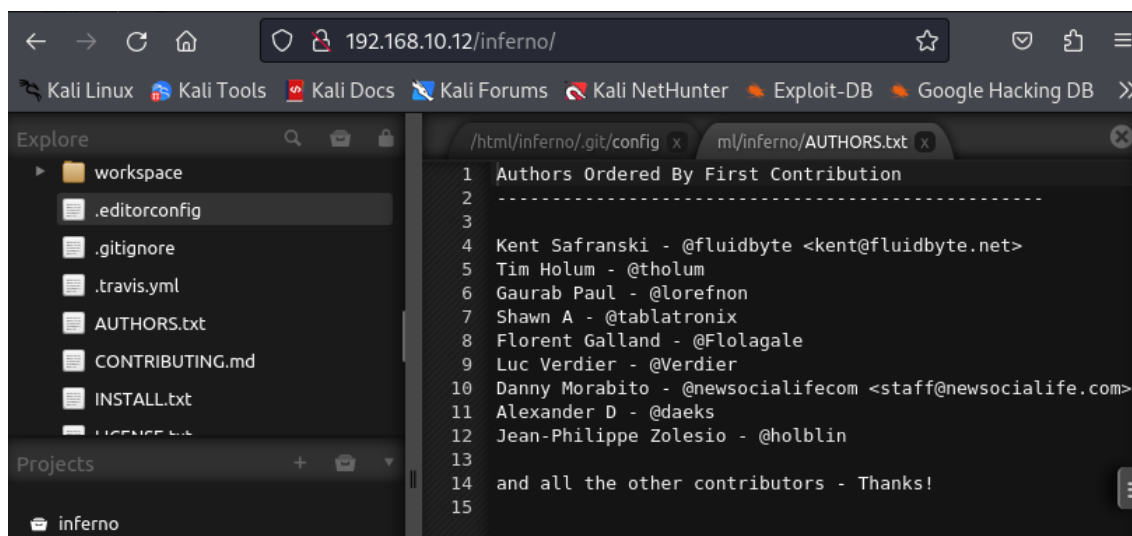 192.168.10.12/inferno/
Kali Linux Kali Tools Kali Docs Kali Forums Kali NetHunter Exploit-DB Google Hacking DB
Explore
workspace
.editorconfig
.gitignore
.travis.yml
AUTHORS.txt
CONTRIBUTING.md
INSTALL.txt
Projects
inferno
/html/inferno/.git/config x ml/inferno/AUTHORS.txt x
1 Authors Ordered By First Contribution
2 ----------------------------------------------------
3
4 Kent Safranski - @fluidbyte <kent@fluidbyte.net>
5 Tim Holum - @tholum
6 Gaurab Paul - @lorefnon
7 Shawn A - @tablatronix
8 Florent Galland - @Flolagale
9 Luc Verdier - @Verdier
10 Danny Morabito - @newsocialifecom <staff@newsocialife.com>
11 Alexander D - @daeks
12 Jean-Philippe Zolesio - @holblin
13
14 and all the other contributors - Thanks!
15